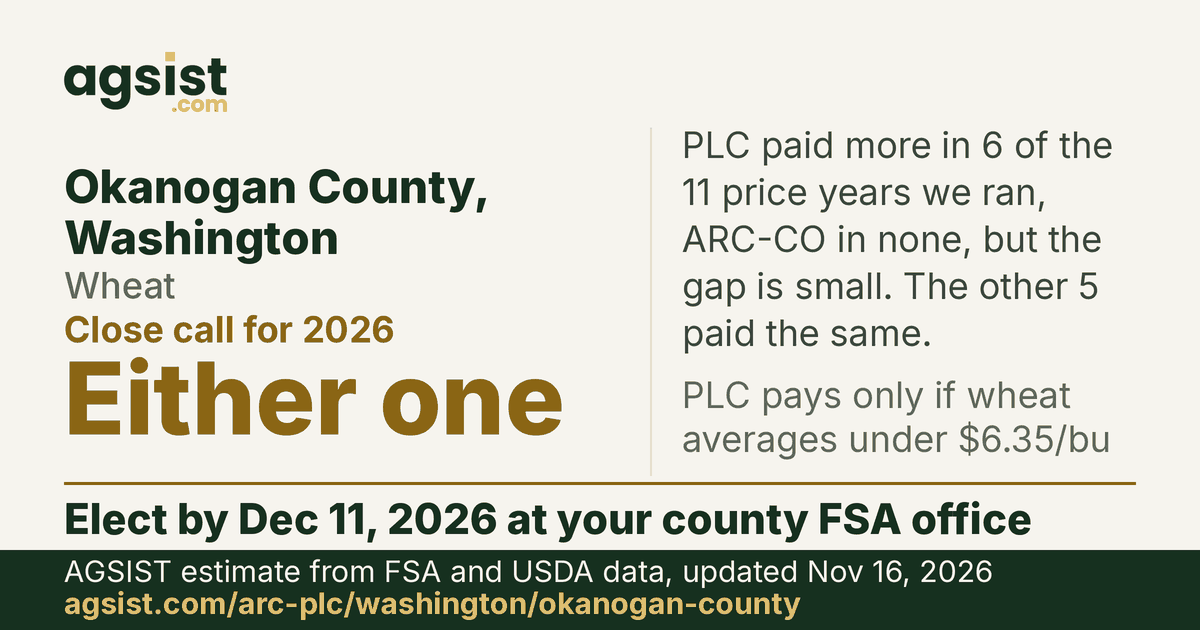 agsist
.com
Okanogan County,
Washington
Wheat
Close call for 2026
Either one
PLC paid more in 6 of the
11 price years we ran,
ARC-CO in none, but the
gap is small. The other 5
paid the same.
PLC pays only if wheat
averages under $6.35/bu
Elect by Dec 11, 2026 at your county FSA office
AGSIST estimate from FSA and USDA data, updated Nov 16, 2026
agsist.com/arc-plc/washington/okanogan-county